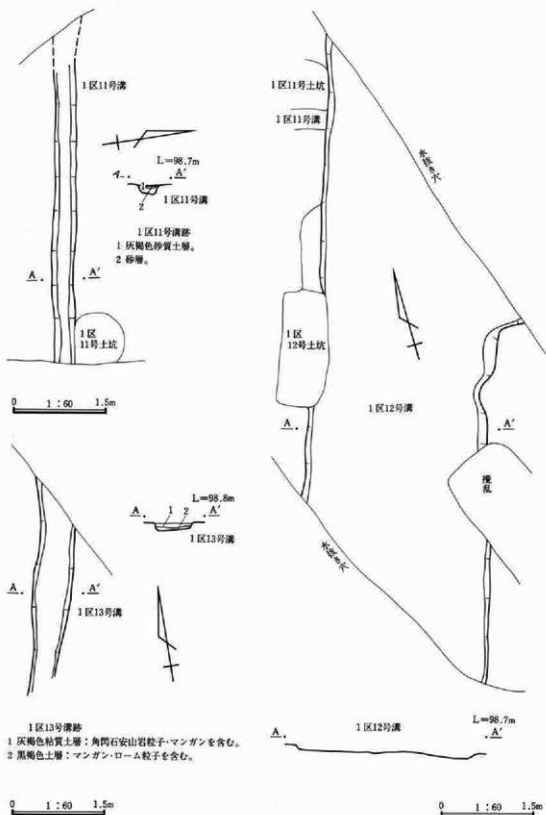 1区11号溝
L=98.7m
A A'
1
2
1区11号溝
1区11号溝跡
1 灰褐色砂質土層。
2 砂層。
A A'
1区
11号土坑
0 1:60 1.5m
1区11号土坑
1区11号溝
水抜き穴
1区
12号土坑
1区12号溝
A A'
攪乱
水抜き穴
1区12号溝
L=98.7m
A A'
0 1:60 1.5m
L=98.8m
A 1 2 A'
1区13号溝
A A'
1区13号溝
1区13号溝跡
1 灰褐色粘質土層:角閃石安山岩粒子・マンガンを含む。
2 黒褐色土層:マンガン・ローム粒子を含む。
0 1:60 1.5m